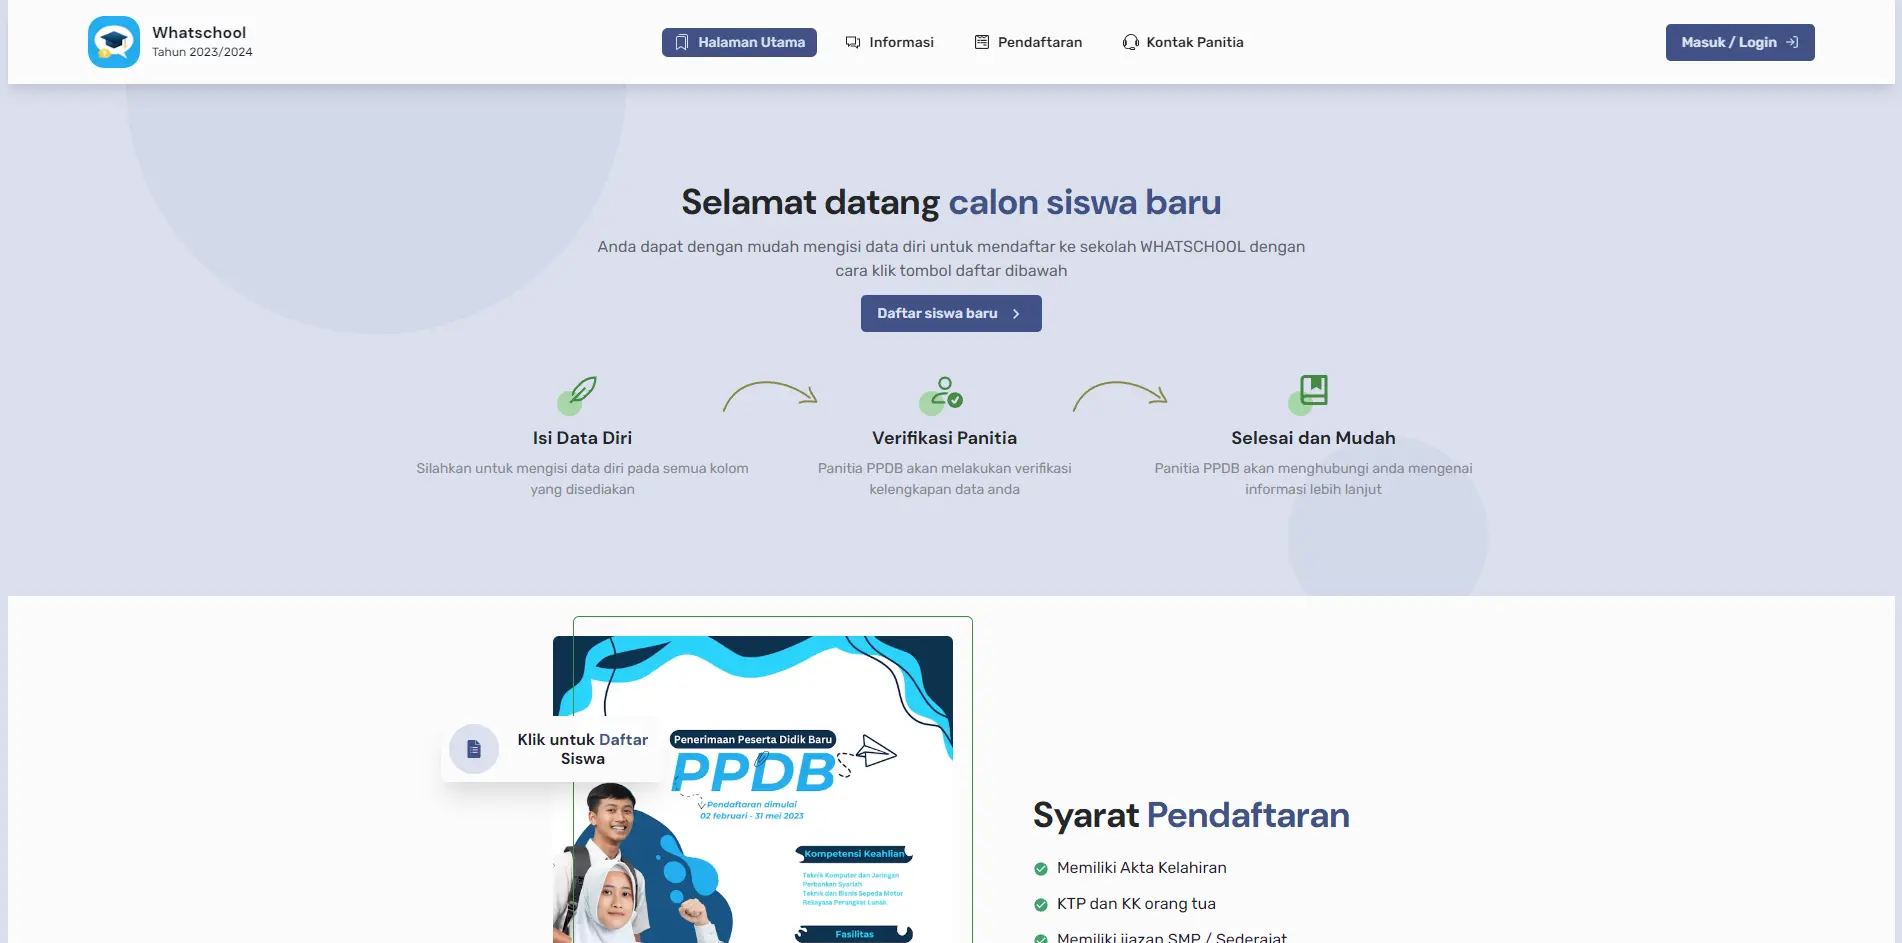 Whatschool
Tahun 2023/2024
Halaman Utama
Informasi
Pendaftaran
Kontak Panitia
Masuk / Login
Selamat datang calon siswa baru
Anda dapat dengan mudah mengisi data diri untuk mendaftar ke sekolah WHATSCHOOL dengan
cara klik tombol daftar dibawah
Daftar siswa baru
Isi Data Diri
Silahkan untuk mengisi data diri pada semua kolom
yang disediakan
Verifikasi Panitia
Panitia PPDB akan melakukan verifikasi
kelengkapan data anda
Selesai dan Mudah
Panitia PPDB akan menghubungi anda mengenai
informasi lebih lanjut
Klik untuk Daftar
Siswa
Penerimaan Peserta Didik Baru
PPDB
Pendaftaran dimulai
02 februari - 31 mei 2023
Kompetensi Keahlian
Teknik Komputer dan Jaringan
Perbankan Syariah
Teknik dan Bisnis Sepeda Motor
Rekayasa Perangkat Lunak
Fasilitas
Syarat Pendaftaran
Memiliki Akta Kelahiran
KTP dan KK orang tua
Memiliki ijazan SMP / Sederajat